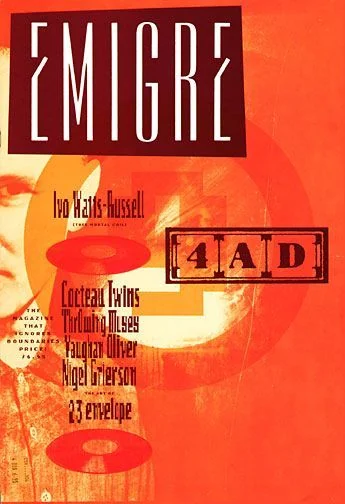 EMIGRE
Ivo Watts-Russell
(THIS MORTAL COIL)
4AD
Cocteau Twins
Throwing Muses
Vaughan Oliver
Nigel Grierson
THE ART OF
23 envelope
THE
MAGAZINE
THAT
IGNORES
BOUNDARIES
PRICE: